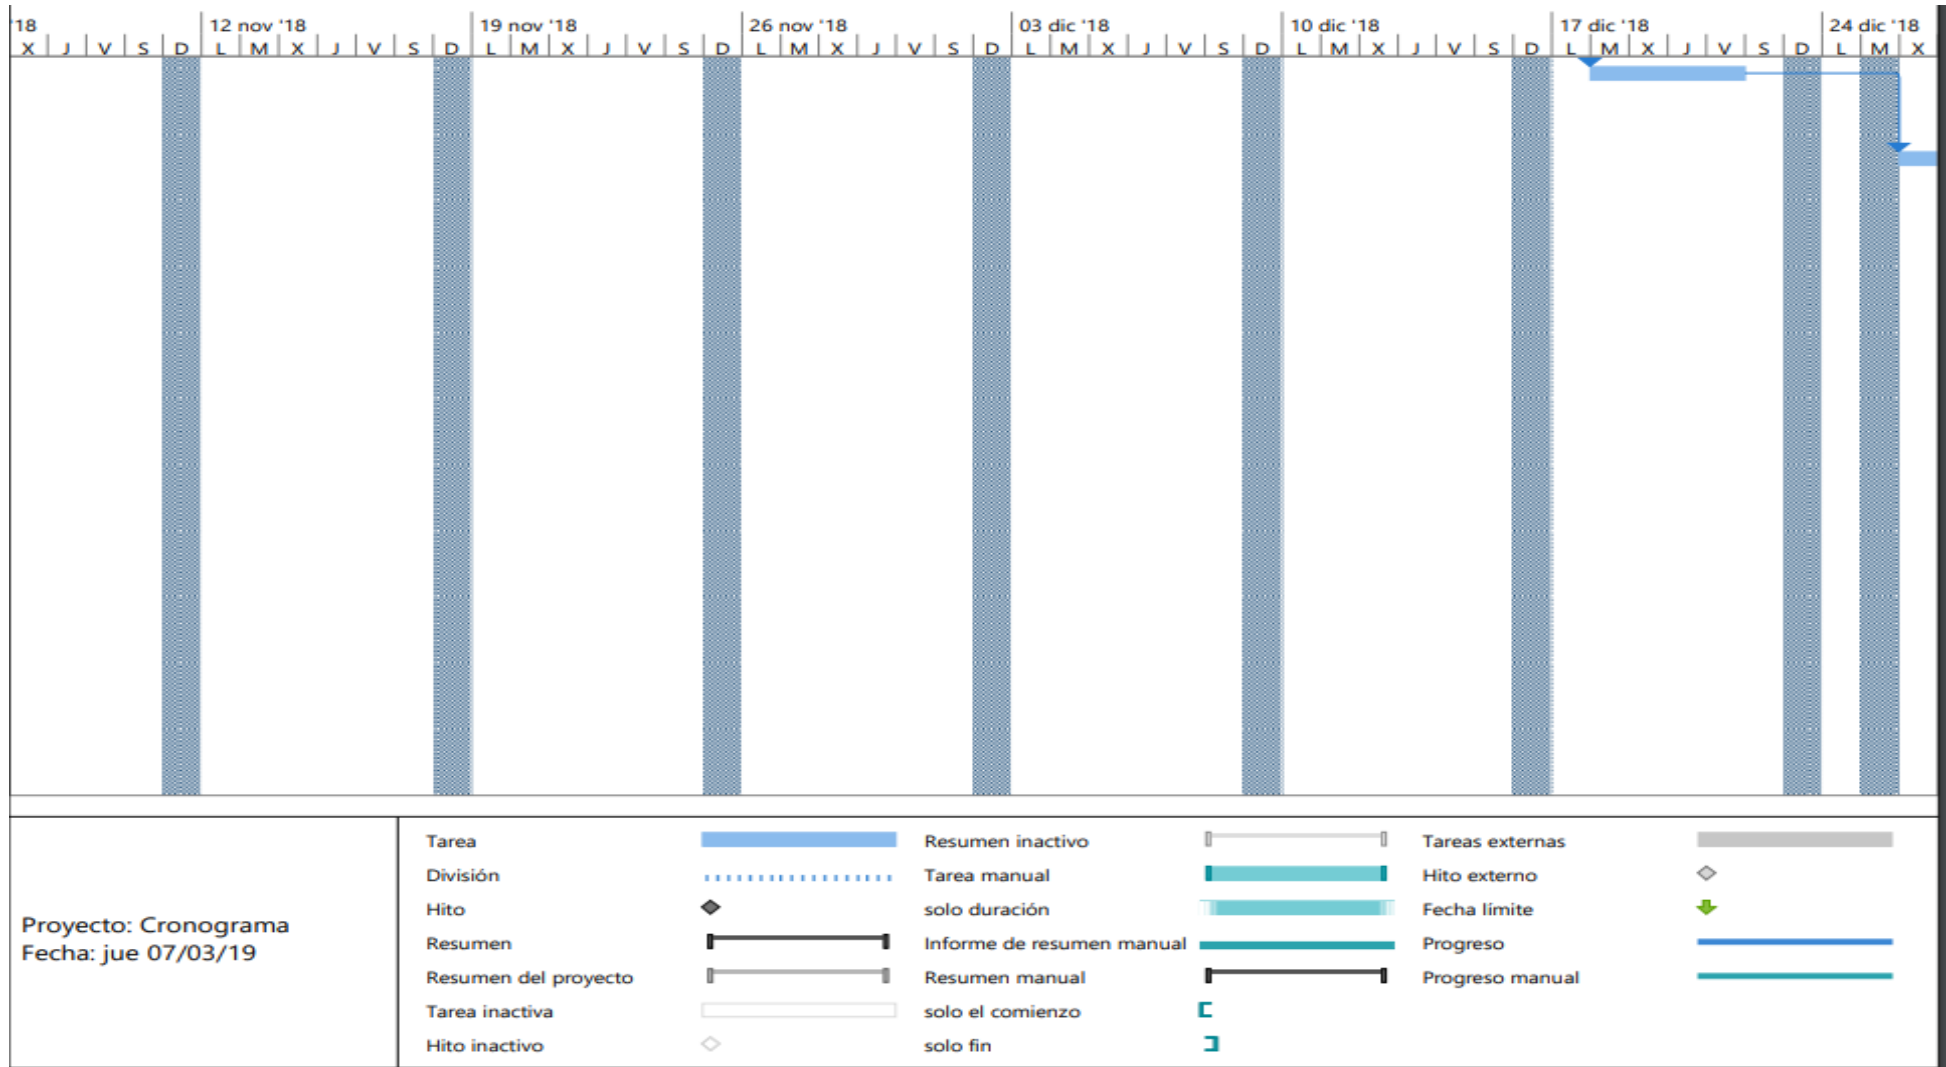 '18 12 nov '18 19 nov '18 26 nov '18 03 dic '18 10 dic '18 17 dic '18 24 dic '18
X J V S D L M X J V S D L M X J V S D L M X J V S D L M X J V S D L M X J V S D L M X J V S D L M X
Proyecto: Cronograma
Fecha: jue 07/03/19
Tarea
División
Hito
Resumen
Resumen del proyecto
Tarea inactiva
Hito inactivo
Resumen inactivo
Tarea manual
solo duración
Informe de resumen manual
Resumen manual
solo el comienzo
solo fin
Tareas externas
Hito externo
Fecha límite
Progreso
Progreso manual